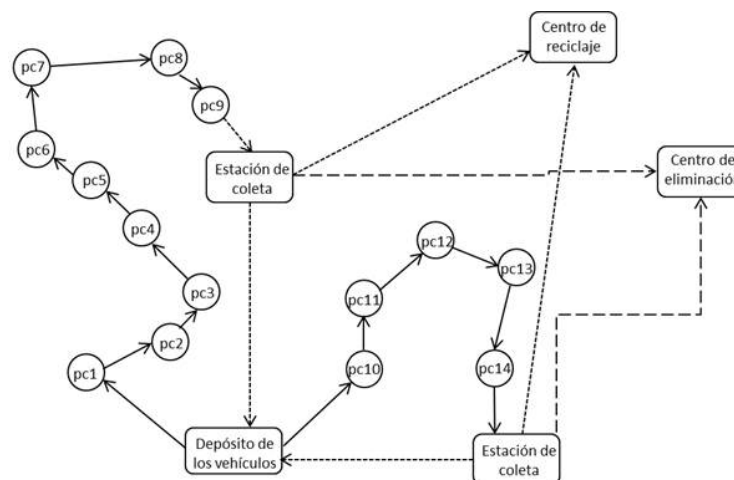 Centro de
reciclaje
pc7
pc8
pc9
pc6
Estación de
coleta
Centro de
eliminación
pc5
pc4
pc12
pc13
pc3
pc11
pc2
pc1
pc10
pc14
Depósito de
los vehículos
Estación de
coleta